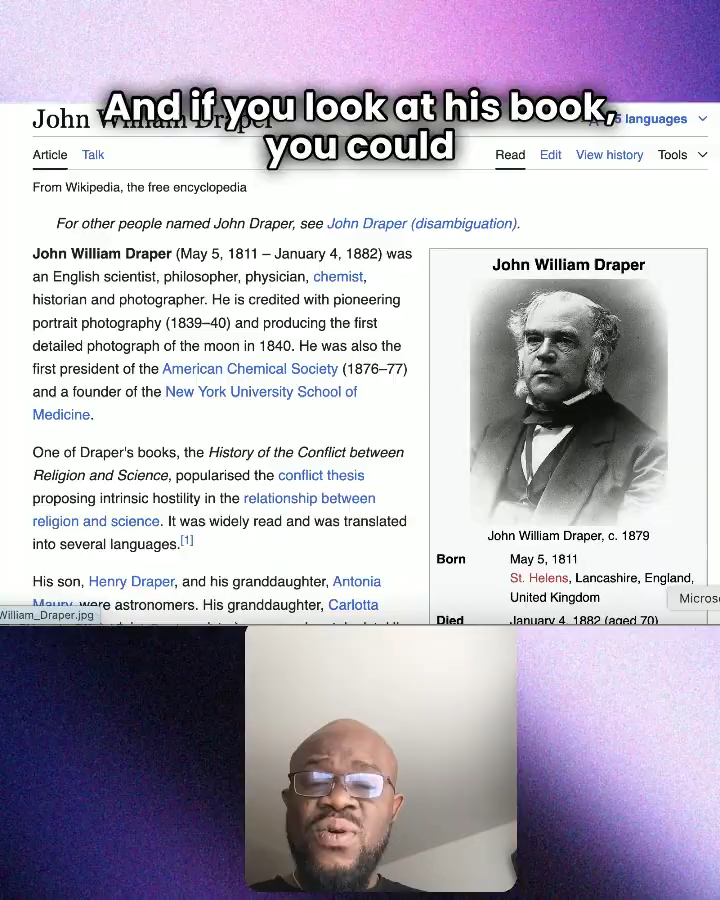 And if you look at his book,
you could
John William Draper
languages
Article Talk Read Edit View history Tools
From Wikipedia, the free encyclopedia
For other people named John Draper, see John Draper (disambiguation).
John William Draper (May 5, 1811 – January 4, 1882) was
an English scientist, philosopher, physician, chemist,
historian and photographer. He is credited with pioneering
portrait photography (1839–40) and producing the first
detailed photograph of the moon in 1840. He was also the
first president of the American Chemical Society (1876–77)
and a founder of the New York University School of
Medicine.
One of Draper's books, the History of the Conflict between
Religion and Science, popularised the conflict thesis
proposing intrinsic hostility in the relationship between
religion and science. It was widely read and was translated
into several languages.[1]
His son, Henry Draper, and his granddaughter, Antonia
Maury, were astronomers. His granddaughter, Carlotta
William_Draper.jpg
John William Draper
John William Draper, c. 1879
Born May 5, 1811
St. Helens, Lancashire, England,
United Kingdom
Micros
Died January 4, 1882 (aged 70)